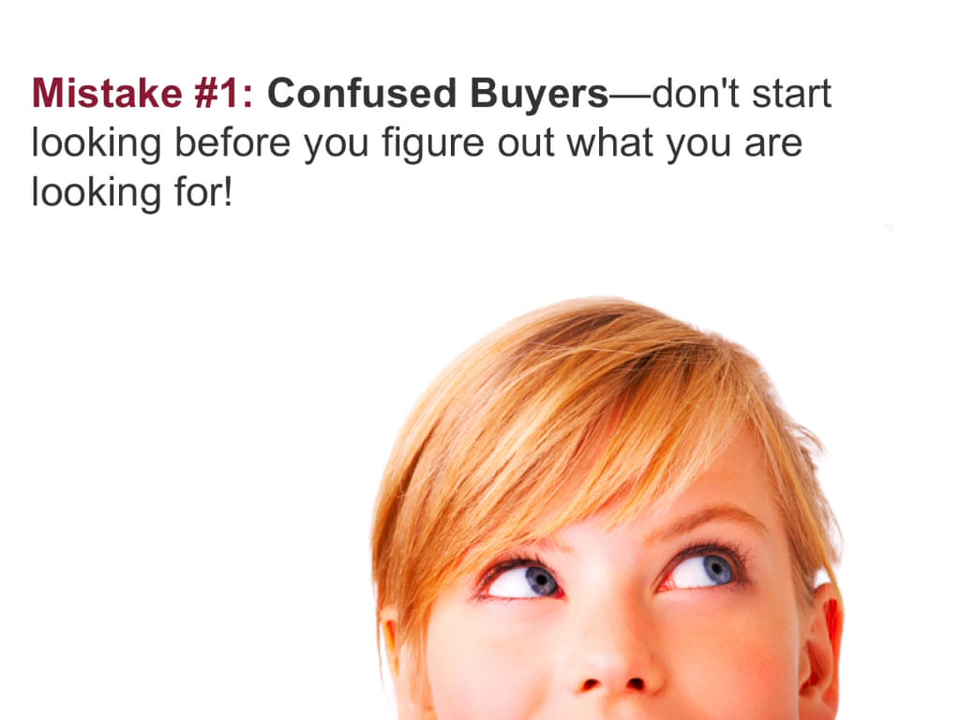 Mistake #1: Confused Buyers—don't start
looking before you figure out what you are
looking for!